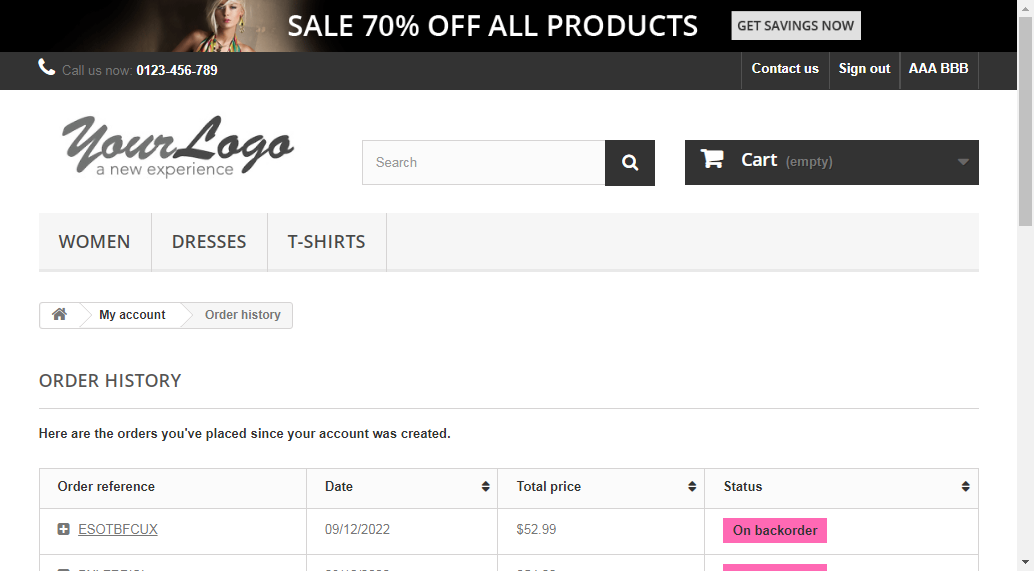 SALE 70% OFF ALL PRODUCTS GET SAVINGS NOW
Call us now: 0123-456-789 Contact us Sign out AAA BBB
YourLogo
a new experience
Search Cart (empty)
WOMEN DRESSES T-SHIRTS
My account Order history
ORDER HISTORY
Here are the orders you've placed since your account was created.
Order reference Date Total price Status
ESOTBFCUX 09/12/2022 $52.99 On backorder